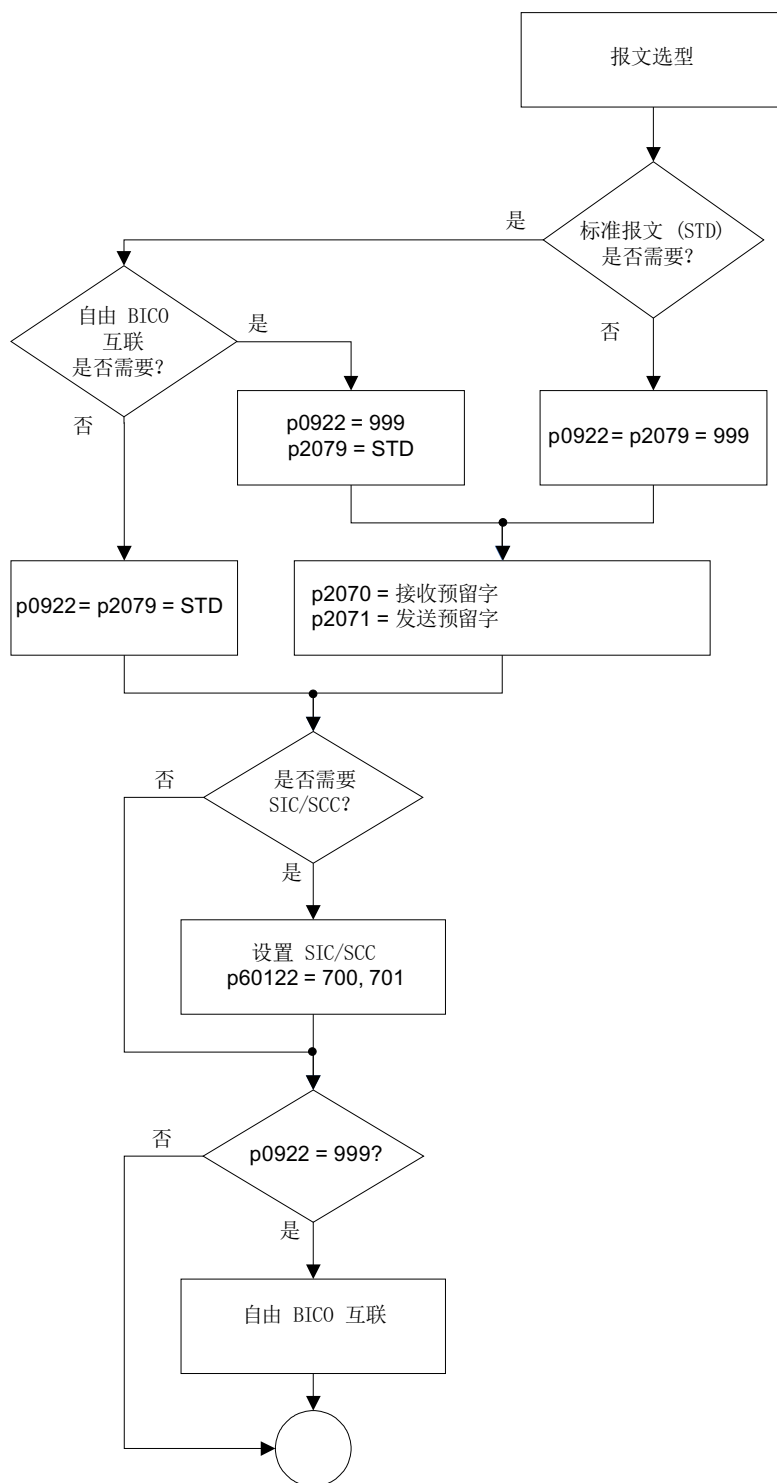 报文选型
标准报文 (STD)
是否需要?
是
否
自由 BICO
互联
是否需要?
是
否
p0922 = 999
p2079 = STD
p0922 = p2079 = 999
p0922 = p2079 = STD
p2070 = 接收预留字
p2071 = 发送预留字
是否需要
SIC/SCC?
否
是
设置 SIC/SCC
p60122 = 700, 701
p0922 = 999?
否
是
自由 BICO 互联